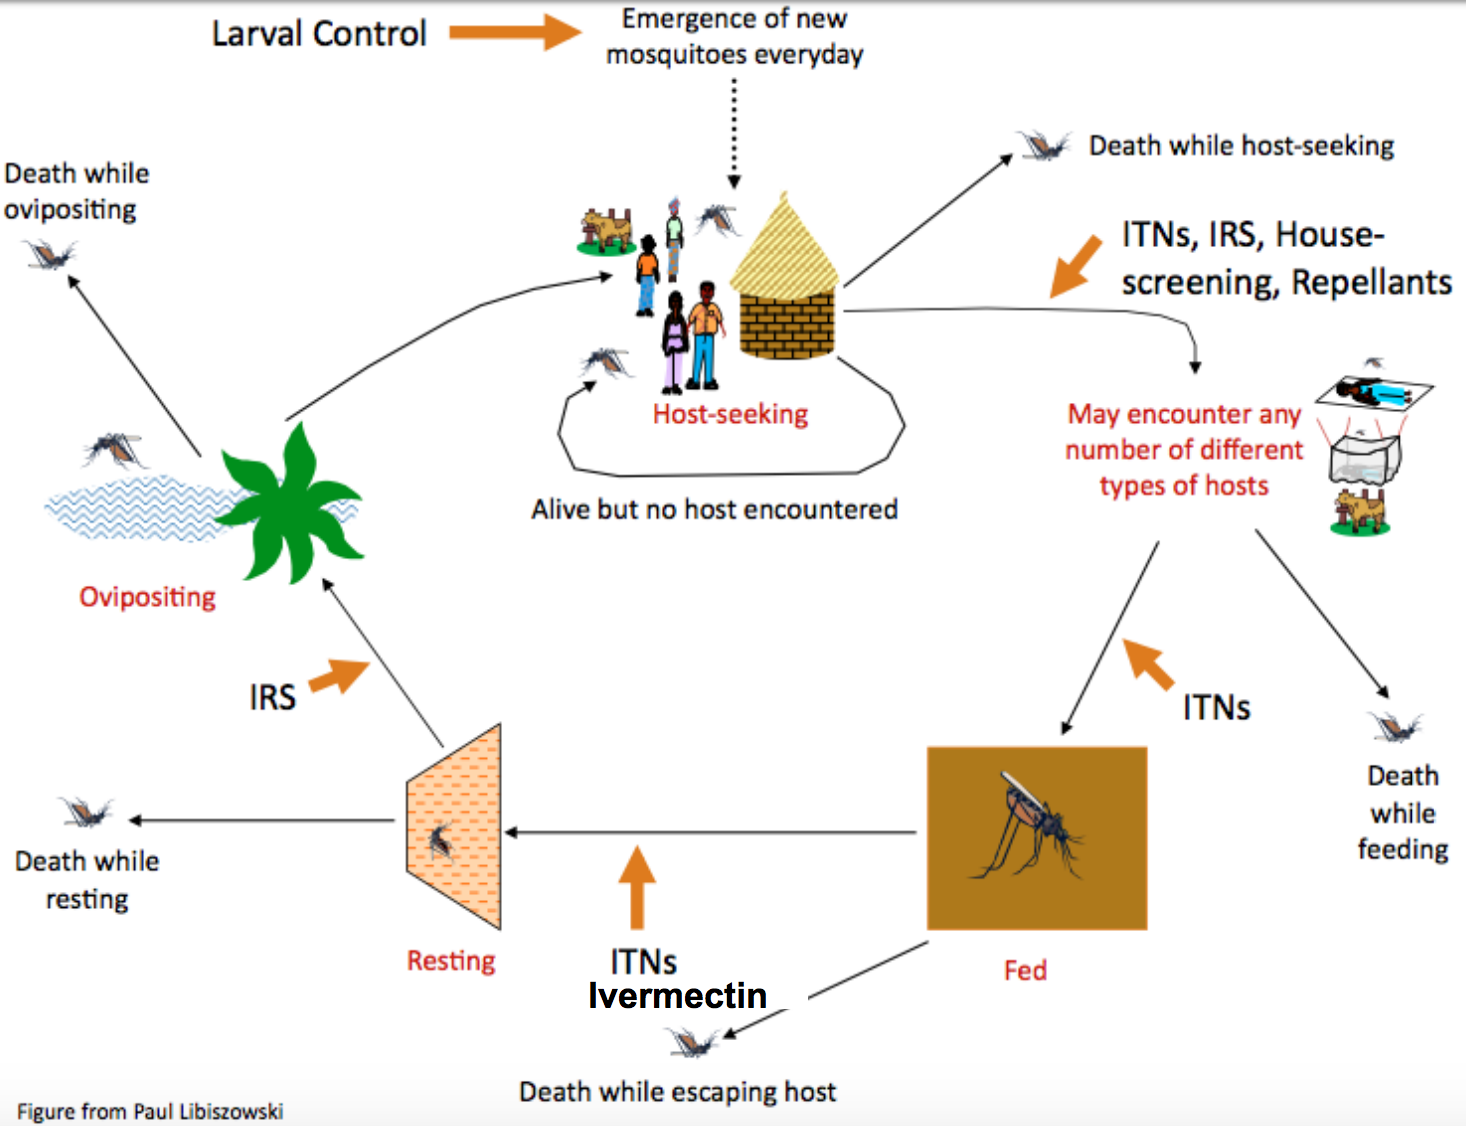 Larval Control
Emergence of new
mosquitoes everyday
Death while host-seeking
Death while
ovipositing
ITNs, IRS, House-
screening, Repellants
Host-seeking
May encounter any
number of different
types of hosts
Alive but no host encountered
Ovipositing
IRS
ITNs
Death
while
feeding
Death while
resting
Resting
ITNs
Ivermectin
Fed
Death while escaping host
Figure from Paul Libiszowski